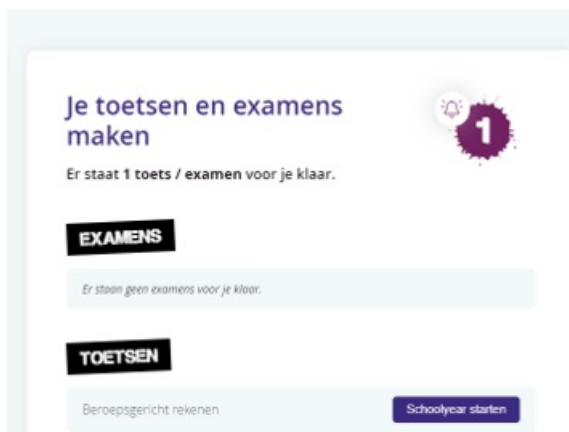 Je toetsen en examens
maken
1
Er staat 1 toets / examen voor je klaar.
EXAMENS
Er staan geen examens voor je klaar.
TOETSEN
Beroepsgericht rekenen
Schoolyear starten